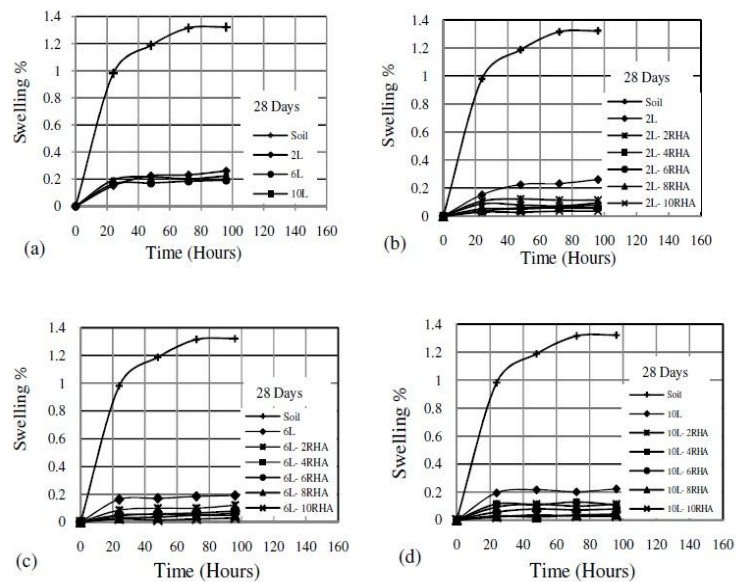 1.4
1.2
1
0.8
0.6
0.4
0.2
0
Swelling %
28 Days
Soil
2L
6L
10L
0 20 40 60 80 100 120 140 160
Time (Hours)
(a)
1.4
1.2
1
0.8
0.6
0.4
0.2
0
Swelling %
28 Days
Soil
2L
2L- 2RHA
2L- 4RHA
2L- 6RHA
2L- 8RHA
2L- 10RHA
0 20 40 60 80 100 120 140 160
Time (Hours)
(b)
1.4
1.2
1
0.8
0.6
0.4
0.2
0
Swelling %
28 Days
Soil
6L
6L- 2RHA
6L- 4RHA
6L- 6RHA
6L- 8RHA
6L- 10RHA
0 20 40 60 80 100 120 140 160
Time (Hours)
(c)
1.4
1.2
1
0.8
0.6
0.4
0.2
0
Swelling %
28 Days
Soil
10L
10L- 2RHA
10L- 4RHA
10L- 6RHA
10L- 8RHA
10L- 10RHA
0 20 40 60 80 100 120 140 160
Time (Hours)
(d)